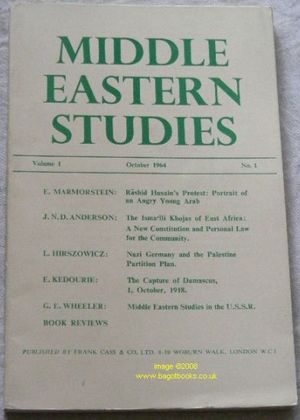 MIDDLE
EASTERN
STUDIES
Volume 1 October 1964 No. 1
E. MARMORSTEIN: Rāshid Husain's Protest: Portrait of
an Angry Young Arab
J. N. D. ANDERSON: The Isma'ili Khojas of East Africa:
A New Constitution and Personal Law
for the Community.
L. HIRSZOWICZ: Nazi Germany and the Palestine
Partition Plan.
E. KEDOURIE: The Capture of Damascus,
1, October, 1918.
G. E. WHEELER: Middle Eastern Studies in the U.S.S.R.
BOOK REVIEWS
PUBLISHED BY FRANK CASS & CO. LTD. 8-10 WOBURN WALK, LONDON W.C.1
image @2008
www.bagotbooks.co.uk